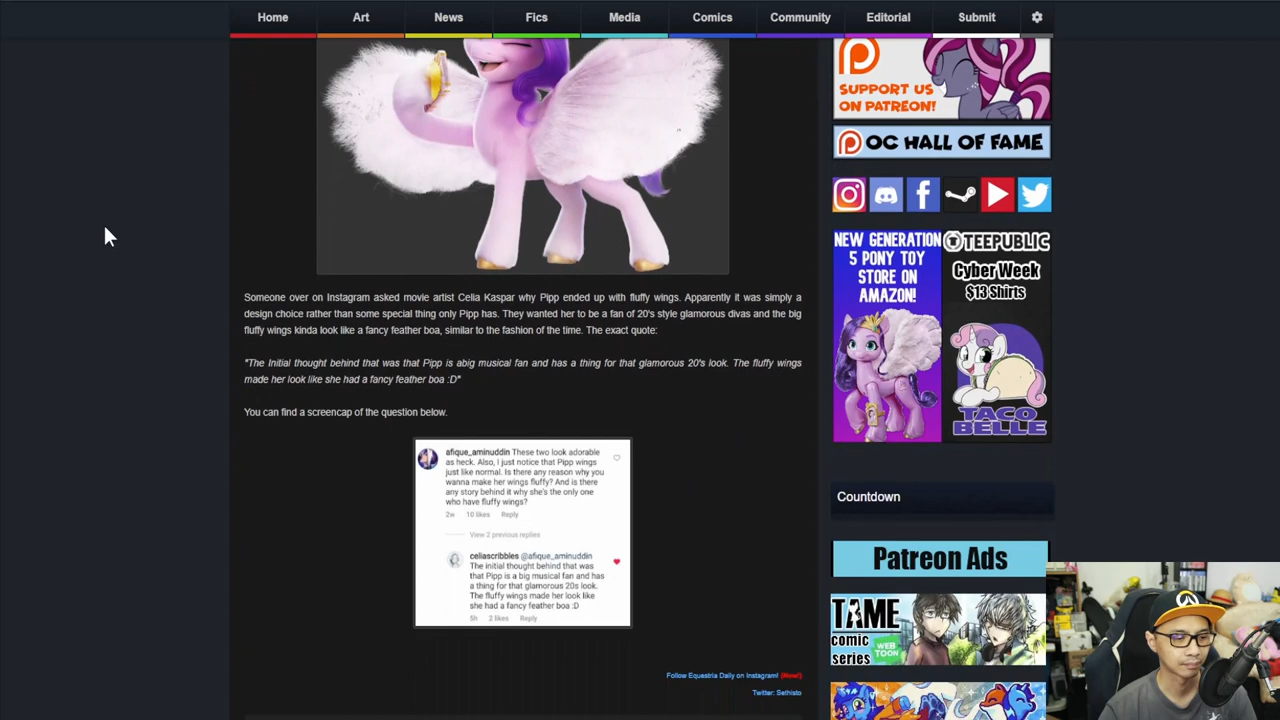 Home Art News Fics Media Comics Community Editorial Submit
SUPPORT US
ON PATREON!
OC HALL OF FAME
NEW GENERATION
5 PONY TOY
STORE ON
AMAZON!
TEEPUBLIC
Cyber Week
$13 Shirts
TACO
BELLE
Someone over on Instagram asked movie artist Celia Kaspar why Pipp ended up with fluffy wings. Apparently it was simply a
design choice rather than some special thing only Pipp has. They wanted her to be a fan of 20's style glamorous divas and the big
fluffy wings kinda look like a fancy feather boa, similar to the fashion of the time. The exact quote:
"The Initial thought behind that was that Pipp is abig musical fan and has a thing for that glamorous 20's look. The fluffy wings
made her look like she had a fancy feather boa :D"
You can find a screencap of the question below.
afique_aminuddin These two look adorable
as heck. Also, I just notice that Pipp wings
just like normal. Is there any reason why you
wanna make her wings fluffy? And is there
any story behind it why she's the only one
who have fluffy wings?
2w 10 likes Reply
View 2 previous replies
celiascribbles @afique_aminuddin
The initial thought behind that was
that Pipp is a big musical fan and has
a thing for that glamorous 20s look.
The fluffy wings made her look like
she had a fancy feather boa :D
5h 2 likes Reply
Follow Equestria Daily on Instagram! (New!)
Twitter: Sethisto
Countdown
Patreon Ads
TAME
comic
series
WEB
TOON